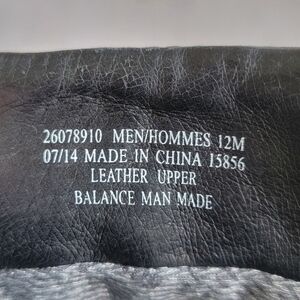 26078910 MEN/HOMMES 12M
07/14 MADE IN CHINA 15856
LEATHER UPPER
BALANCE MAN MADE